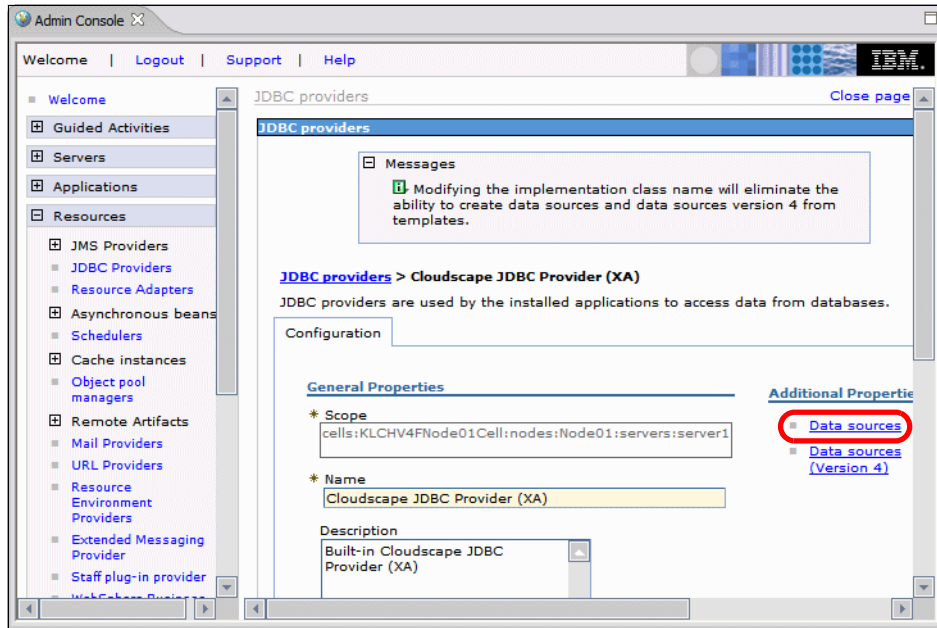 Admin Console
Welcome | Logout | Support | Help
IBM.
Welcome
Guided Activities
Servers
Applications
Resources
JMS Providers
JDBC Providers
Resource Adapters
Asynchronous beans
Schedulers
Cache instances
Object pool
managers
Remote Artifacts
Mail Providers
URL Providers
Resource
Environment
Providers
Extended Messaging
Provider
Staff plug-in provider
WebSphere Business
JDBC providers
Close page
JDBC providers
Messages
Modifying the implementation class name will eliminate the
ability to create data sources and data sources version 4 from
templates.
JDBC providers > Cloudscape JDBC Provider (XA)
JDBC providers are used by the installed applications to access data from databases.
Configuration
General Properties
* Scope
cells:KLCHV4FNode01Cell:nodes:Node01:servers:server1
* Name
Cloudscape JDBC Provider (XA)
Description
Built-in Cloudscape JDBC
Provider (XA)
Additional Propertie
Data sources
Data sources
(Version 4)